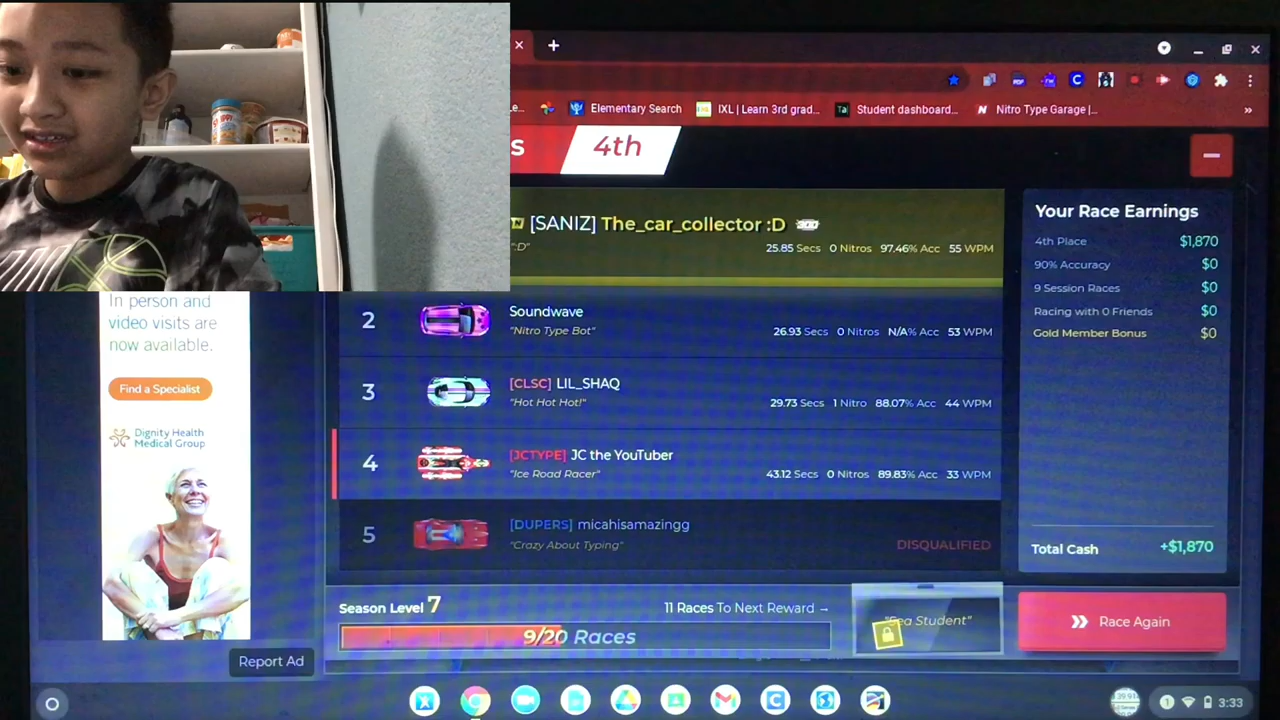 Elementary Search
IXL | Learn 3rd grad...
Student dashboard...
Nitro Type Garage |...
»
S
4th
[SANIZ] The_car_collector :D
":D"
25.85 Secs 0 Nitros 97.46% Acc 55 WPM
2
Soundwave
"Nitro Type Bot"
26.93 Secs 0 Nitros N/A% Acc 53 WPM
3
[CLSC] LIL_SHAQ
"Hot Hot Hot!"
29.73 Secs 1 Nitro 88.07% Acc 44 WPM
4
[JCTYPE] JC the YouTuber
"Ice Road Racer"
43.12 Secs 0 Nitros 89.83% Acc 33 WPM
5
[DUPERS] micahisamazingg
"Crazy About Typing"
DISQUALIFIED
Your Race Earnings
4th Place $1,870
90% Accuracy $0
9 Session Races $0
Racing with 0 Friends $0
Gold Member Bonus $0
Total Cash +$1,870
In person and
video visits are
now available.
Find a Specialist
Dignity Health
Medical Group
Report Ad
Season Level 7
11 Races To Next Reward →
9/20 Races
Student"
Race Again
3:33